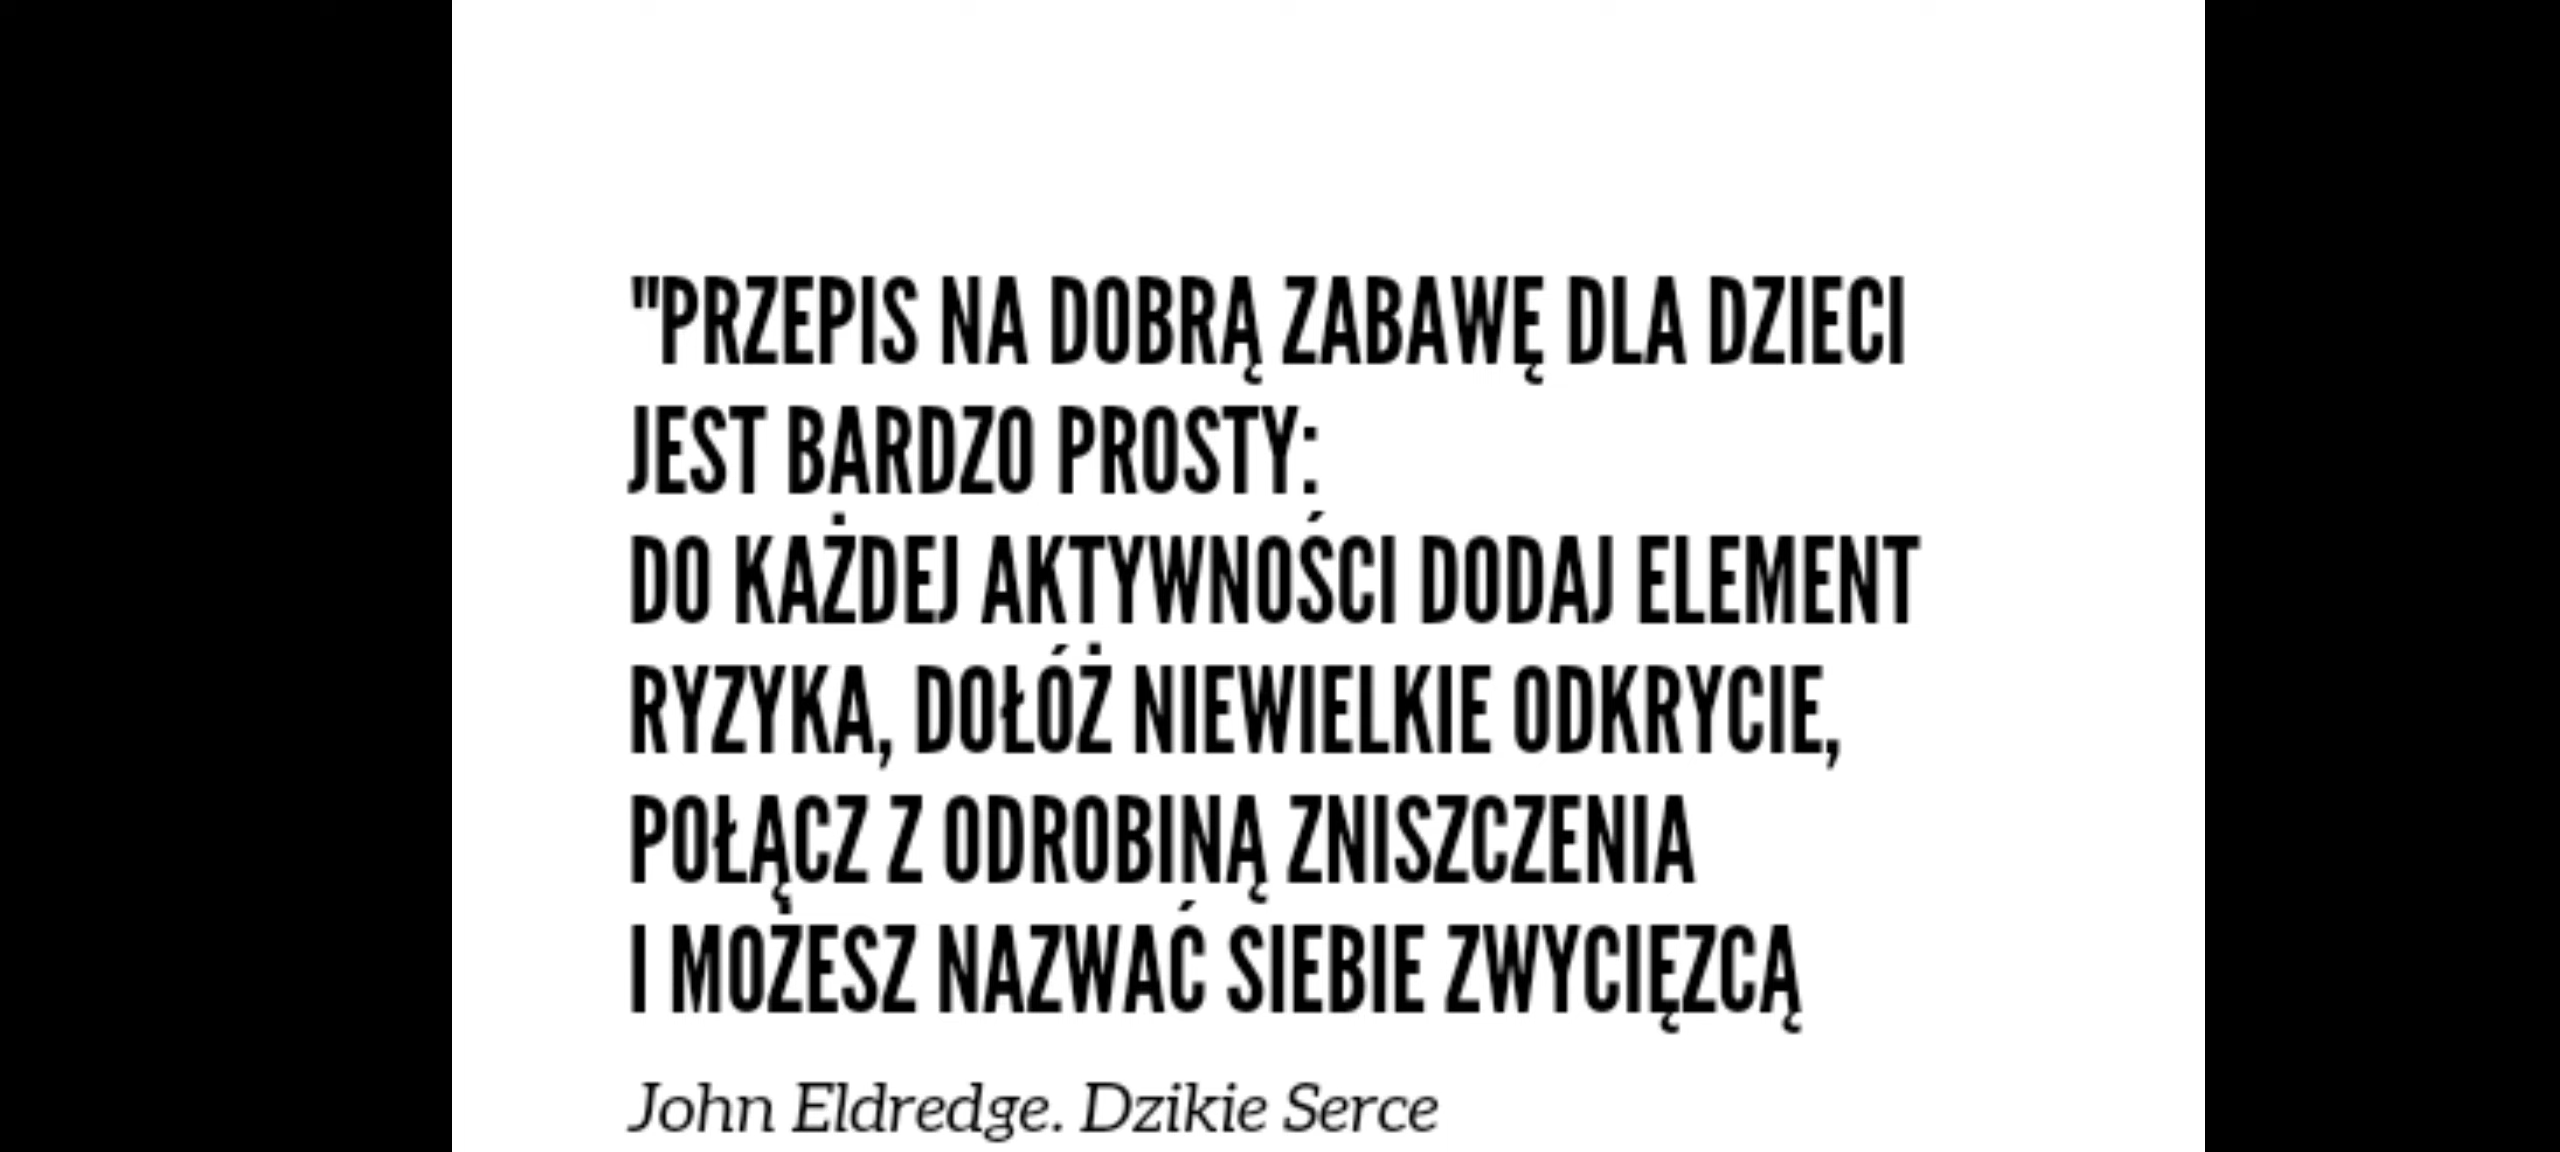 "PRZEPIS NA DOBRĄ ZABAWĘ DLA DZIECI
JEST BARDZO PROSTY:
DO KAŻDEJ AKTYWNOŚCI DODAJ ELEMENT
RYZYKA, DOŁÓŻ NIEWIELKIE ODKRYCIE,
POŁĄCZ Z ODROBINĄ ZNISZCZENIA
I MOŻESZ NAZWAĆ SIEBIE ZWYCIĘZCĄ
John Eldredge. Dzikie Serce